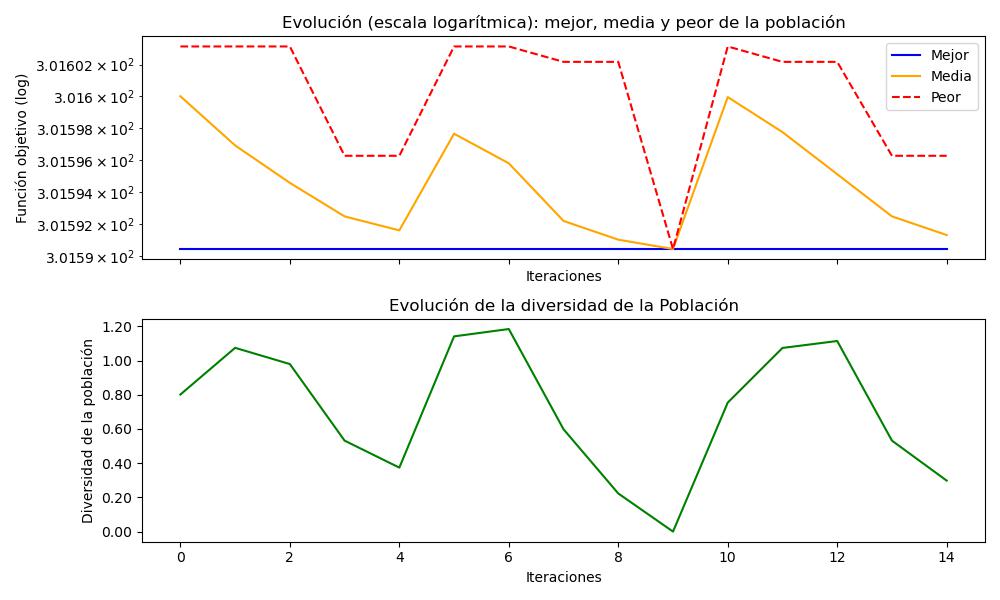 Evolución (escala logarítmica): mejor, media y peor de la población
Función objetivo (log)
3.01602 × 10²
3.016 × 10²
3.01598 × 10²
3.01596 × 10²
3.01594 × 10²
3.01592 × 10²
3.0159 × 10²
Mejor
Media
Peor
Iteraciones
Evolución de la diversidad de la Población
Diversidad de la población
1.20
1.00
0.80
0.60
0.40
0.20
0.00
0 2 4 6 8 10 12 14
Iteraciones